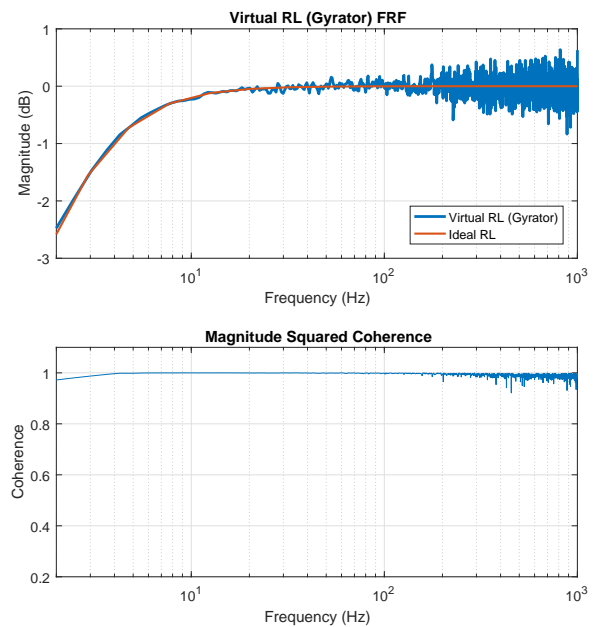 Virtual RL (Gyrator) FRF
1
0
-1
-2
-3
Magnitude (dB)
Virtual RL (Gyrator)
Ideal RL
10^1
10^2
10^3
Frequency (Hz)
Magnitude Squared Coherence
1
0.8
0.6
0.4
0.2
Coherence
10^1
10^2
10^3
Frequency (Hz)